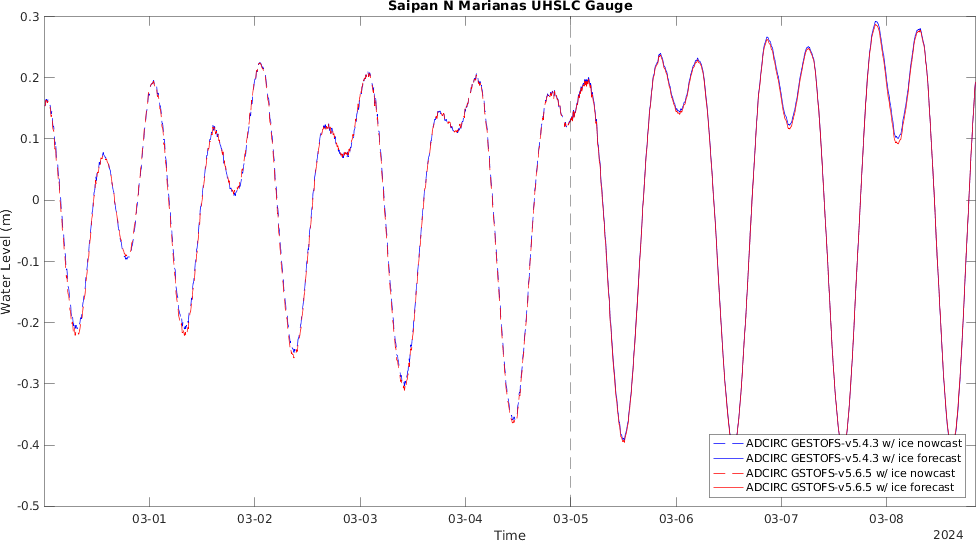 Saipan N Marianas UHSLC Gauge
0.3
0.2
0.1
0
-0.1
-0.2
-0.3
-0.4
-0.5
Water Level (m)
ADCIRC GESTOFS-v5.4.3 w/ ice nowcast
ADCIRC GESTOFS-v5.4.3 w/ ice forecast
ADCIRC GSTOFS-v5.6.5 w/ ice nowcast
ADCIRC GSTOFS-v5.6.5 w/ ice forecast
03-01 03-02 03-03 03-04 03-05 03-06 03-07 03-08
Time
2024